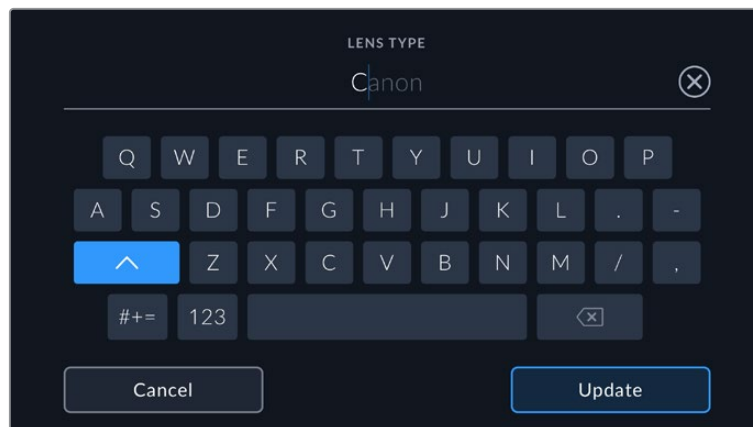 LENS TYPE
Canon
Q W E R T Y U I O P
A S D F G H J K L . -
Z X C V B N M / ,
#+= 123
Cancel Update